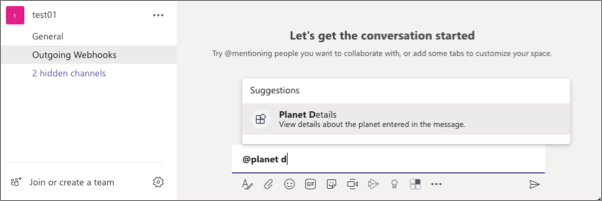 test01
General
Outgoing Webhooks
2 hidden channels
Join or create a team
Let's get the conversation started
Try @mentioning people you want to collaborate with, or add some tabs to customize your space.
Suggestions
Planet Details
View details about the planet entered in the message.
@planet d
GIF